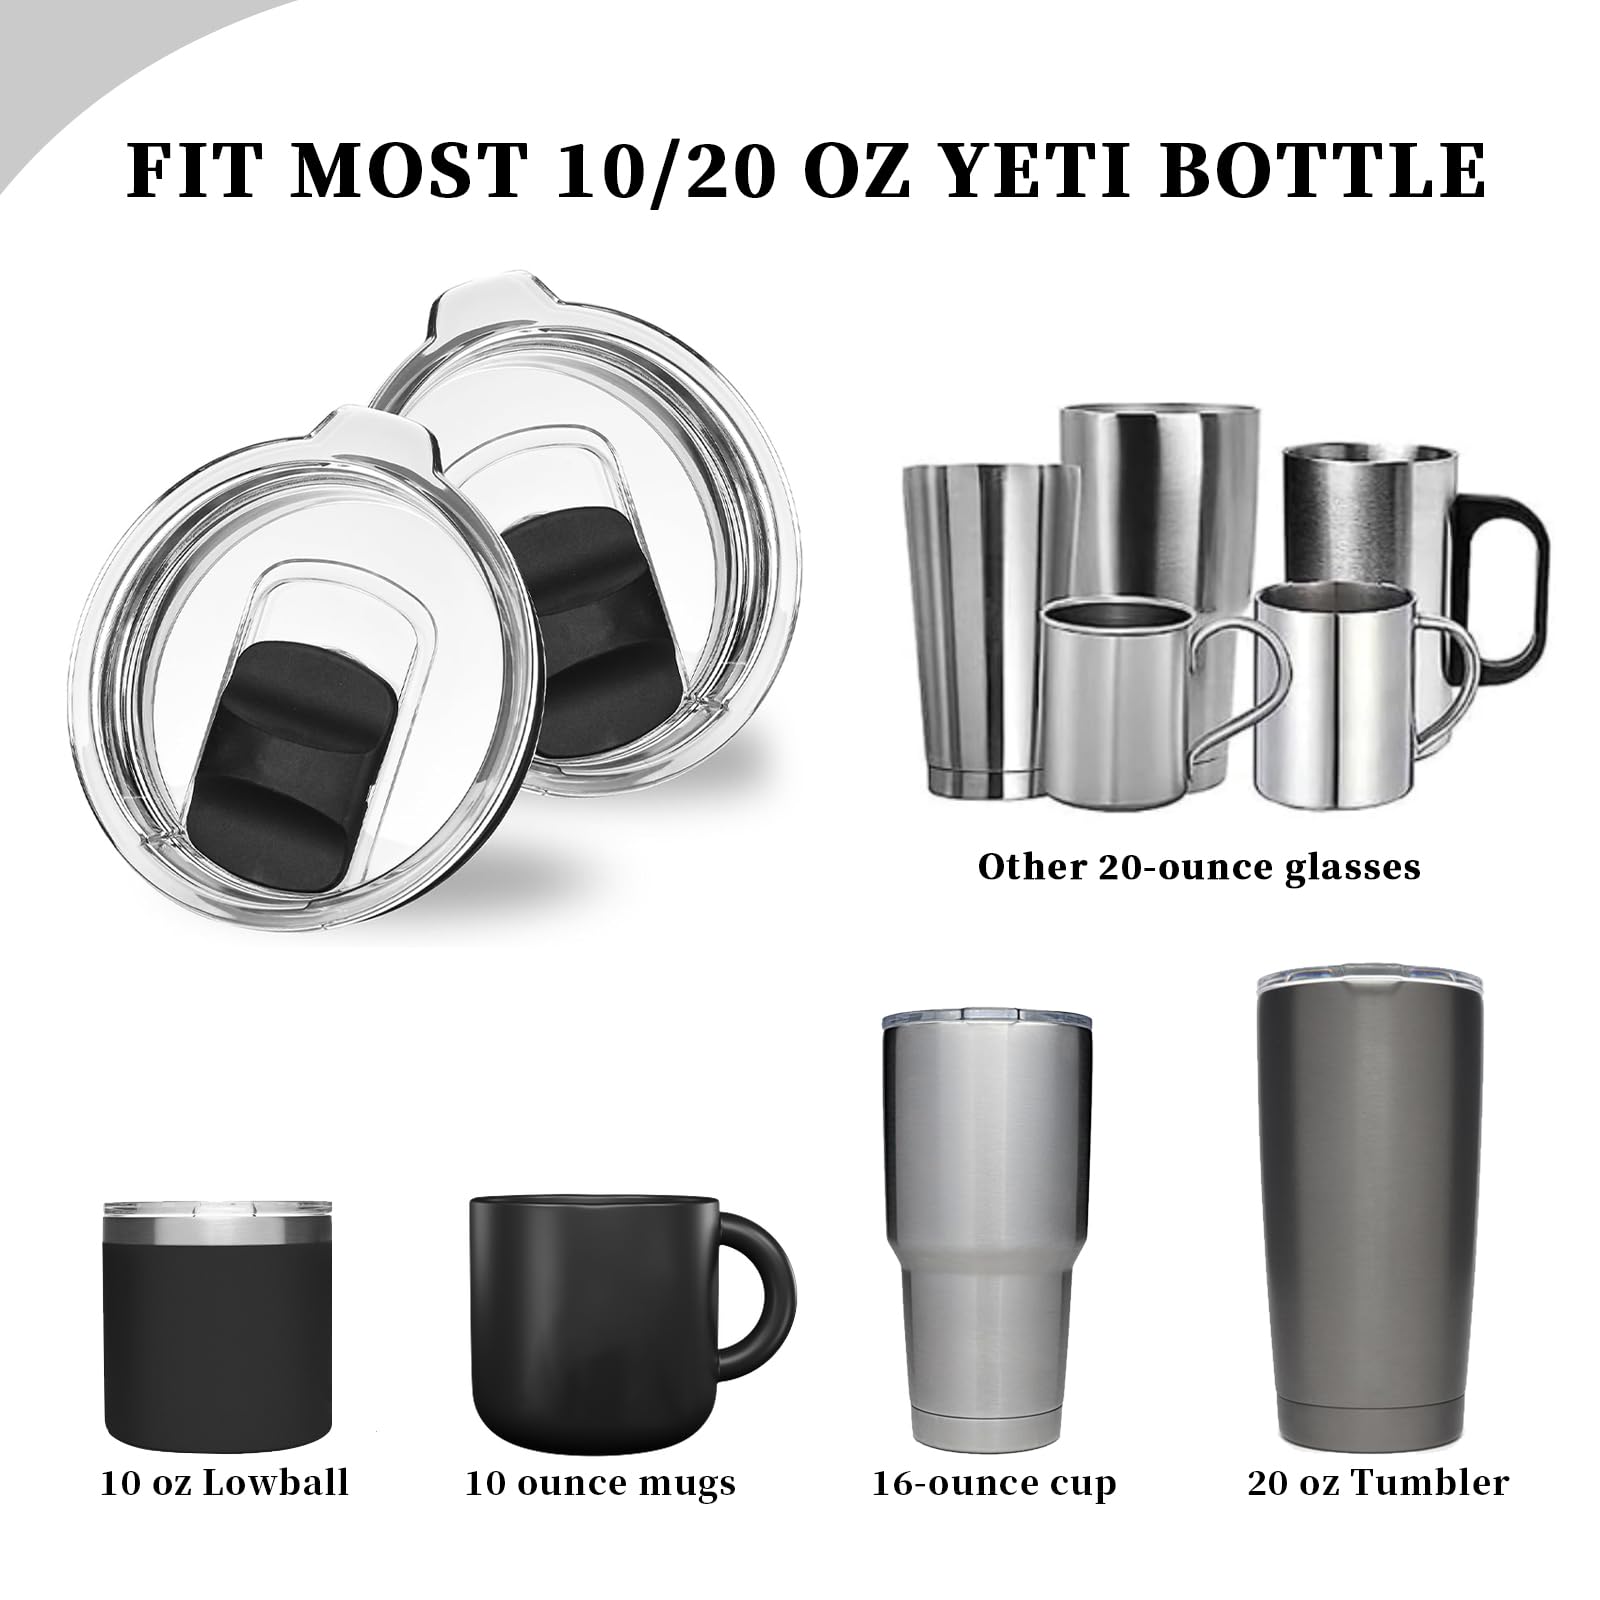 FIT MOST 10/20 OZ YETI BOTTLE
Other 20-ounce glasses
10 oz Lowball
10 ounce mugs
16-ounce cup
20 oz Tumbler